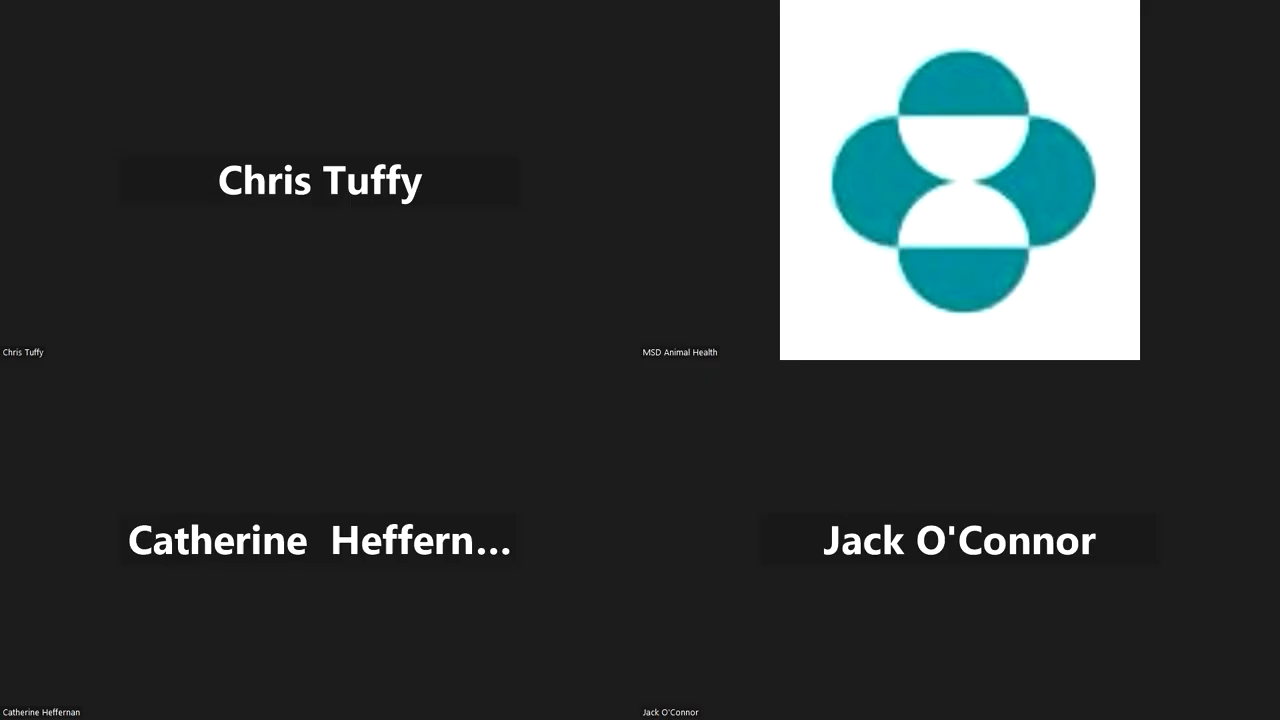 Chris Tuffy
Chris Tuffy
MSD Animal Health
Catherine  Heffern...
Jack O'Connor
Catherine Heffernan
Jack O'Connor